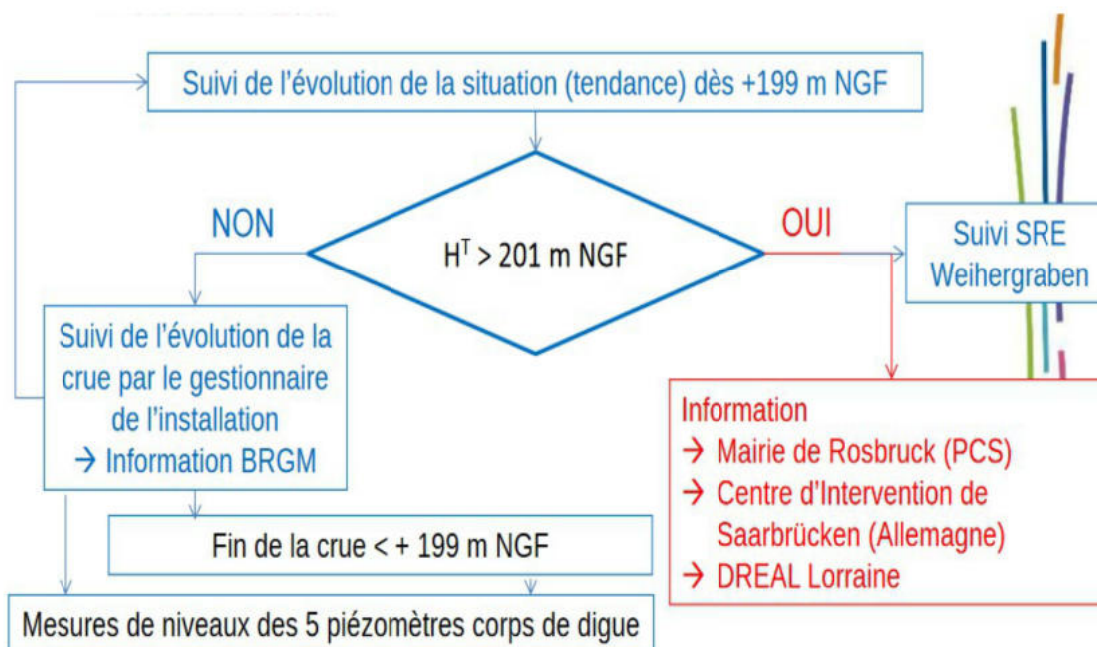 Suivi de l'évolution de la situation (tendance) dès +199 m NGF
NON
OUI
H^T > 201 m NGF
Suivi SRE
Weihergraben
Suivi de l'évolution de la
crue par le gestionnaire
de l'installation
→ Information BRGM
Information
→ Mairie de Rosbruck (PCS)
→ Centre d'Intervention de
Saarbrücken (Allemagne)
→ DREAL Lorraine
Fin de la crue < + 199 m NGF
Mesures de niveaux des 5 piézomètres corps de digue